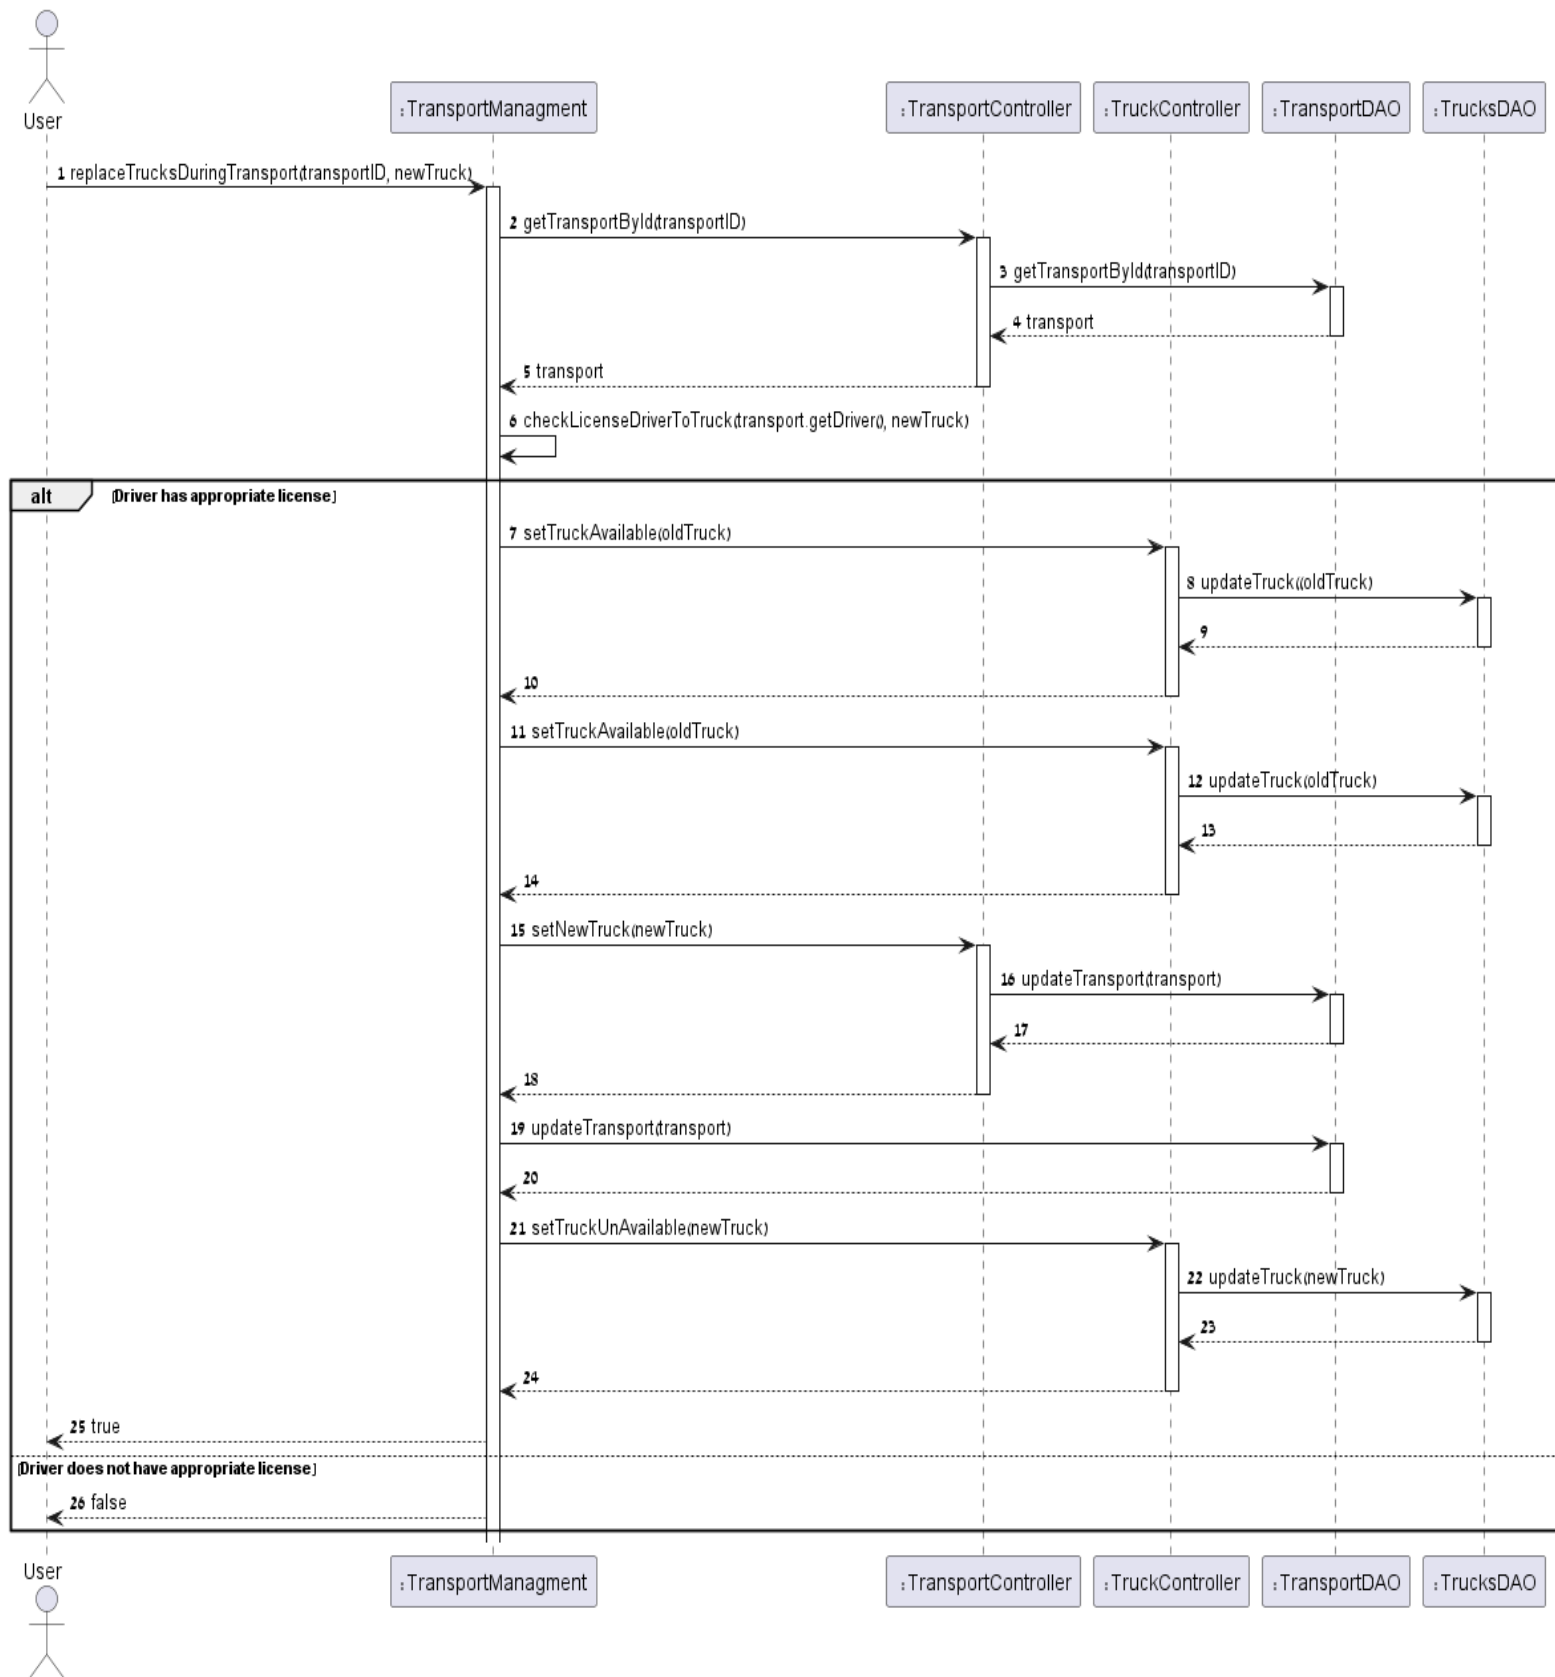 User
:TransportManagment
:TransportController
:TruckController
:TransportDAO
:TrucksDAO
1 replaceTrucksDuringTransport(transportID, newTruck)
2 getTransportById(transportID)
3 getTransportById(transportID)
4 transport
5 transport
6 checkLicenseDriverToTruck(transport.getDriver(), newTruck)
alt [Driver has appropriate license]
7 setTruckAvailable(oldTruck)
8 updateTruck((oldTruck)
9
10
11 setTruckAvailable(oldTruck)
12 updateTruck(oldTruck)
13
14
15 setNewTruck(newTruck)
16 updateTransport(transport)
17
18
19 updateTransport(transport)
20
21 setTruckUnAvailable(newTruck)
22 updateTruck(newTruck)
23
24
25 true
[Driver does not have appropriate license]
26 false
User
:TransportManagment
:TransportController
:TruckController
:TransportDAO
:TrucksDAO